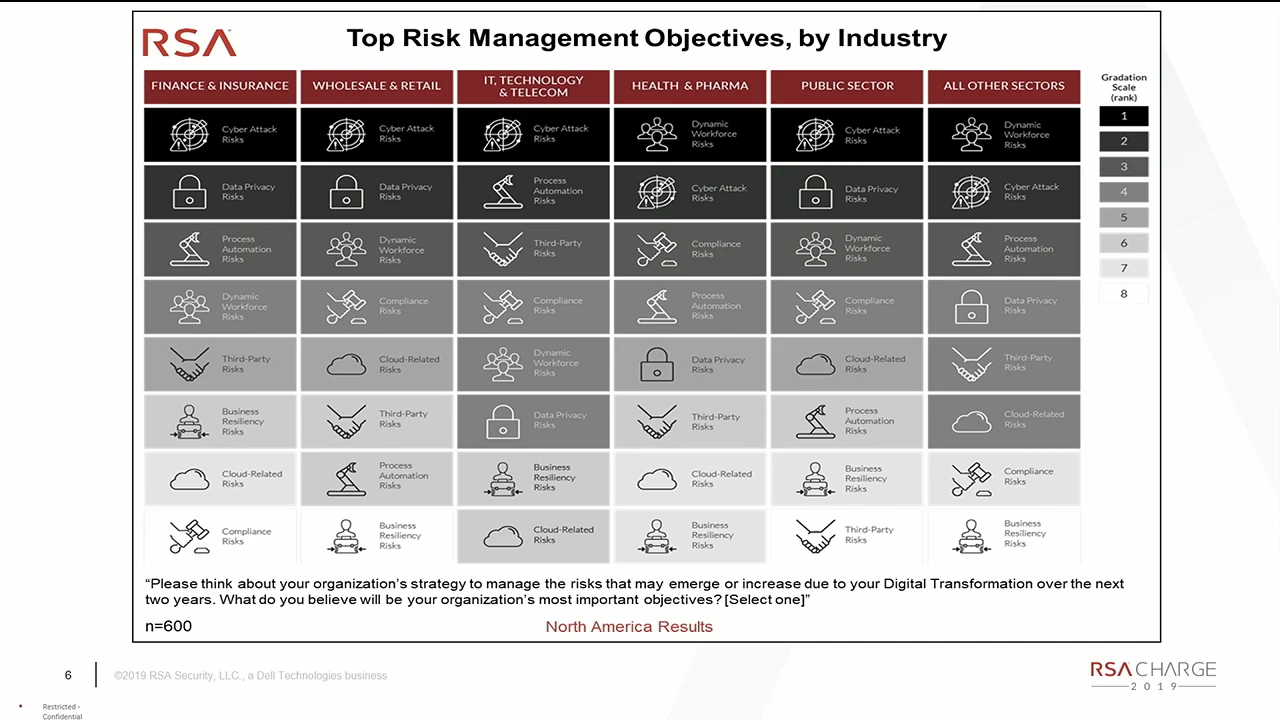 RSA
Top Risk Management Objectives, by Industry
FINANCE & INSURANCE
WHOLESALE & RETAIL
IT, TECHNOLOGY
& TELECOM
HEALTH & PHARMA
PUBLIC SECTOR
ALL OTHER SECTORS
Gradation
Scale
(rank)
1
2
3
4
5
6
7
8
Cyber Attack
Risks
Cyber Attack
Risks
Cyber Attack
Risks
Dynamic
Workforce
Risks
Cyber Attack
Risks
Dynamic
Workforce
Risks
Data Privacy
Risks
Data Privacy
Risks
Process
Automation
Risks
Cyber Attack
Risks
Data Privacy
Risks
Cyber Attack
Risks
Process
Automation
Risks
Dynamic
Workforce
Risks
Third-Party
Risks
Compliance
Risks
Dynamic
Workforce
Risks
Process
Automation
Risks
Dynamic
Workforce
Risks
Compliance
Risks
Compliance
Risks
Process
Automation
Risks
Compliance
Risks
Data Privacy
Risks
Third-Party
Risks
Cloud-Related
Risks
Dynamic
Workforce
Risks
Data Privacy
Risks
Cloud-Related
Risks
Third-Party
Risks
Business
Resiliency
Risks
Third-Party
Risks
Data Privacy
Risks
Third-Party
Risks
Process
Automation
Risks
Cloud-Related
Risks
Cloud-Related
Risks
Process
Automation
Risks
Business
Resiliency
Risks
Cloud-Related
Risks
Business
Resiliency
Risks
Compliance
Risks
Compliance
Risks
Business
Resiliency
Risks
Cloud-Related
Risks
Business
Resiliency
Risks
Third-Party
Risks
Business
Resiliency
Risks
“Please think about your organization’s strategy to manage the risks that may emerge or increase due to your Digital Transformation over the next
two years. What do you believe will be your organization’s most important objectives? [Select one]”
n=600
North America Results
6
©2019 RSA Security, LLC., a Dell Technologies business
RSA CHARGE
2019
Restricted -
Confidential